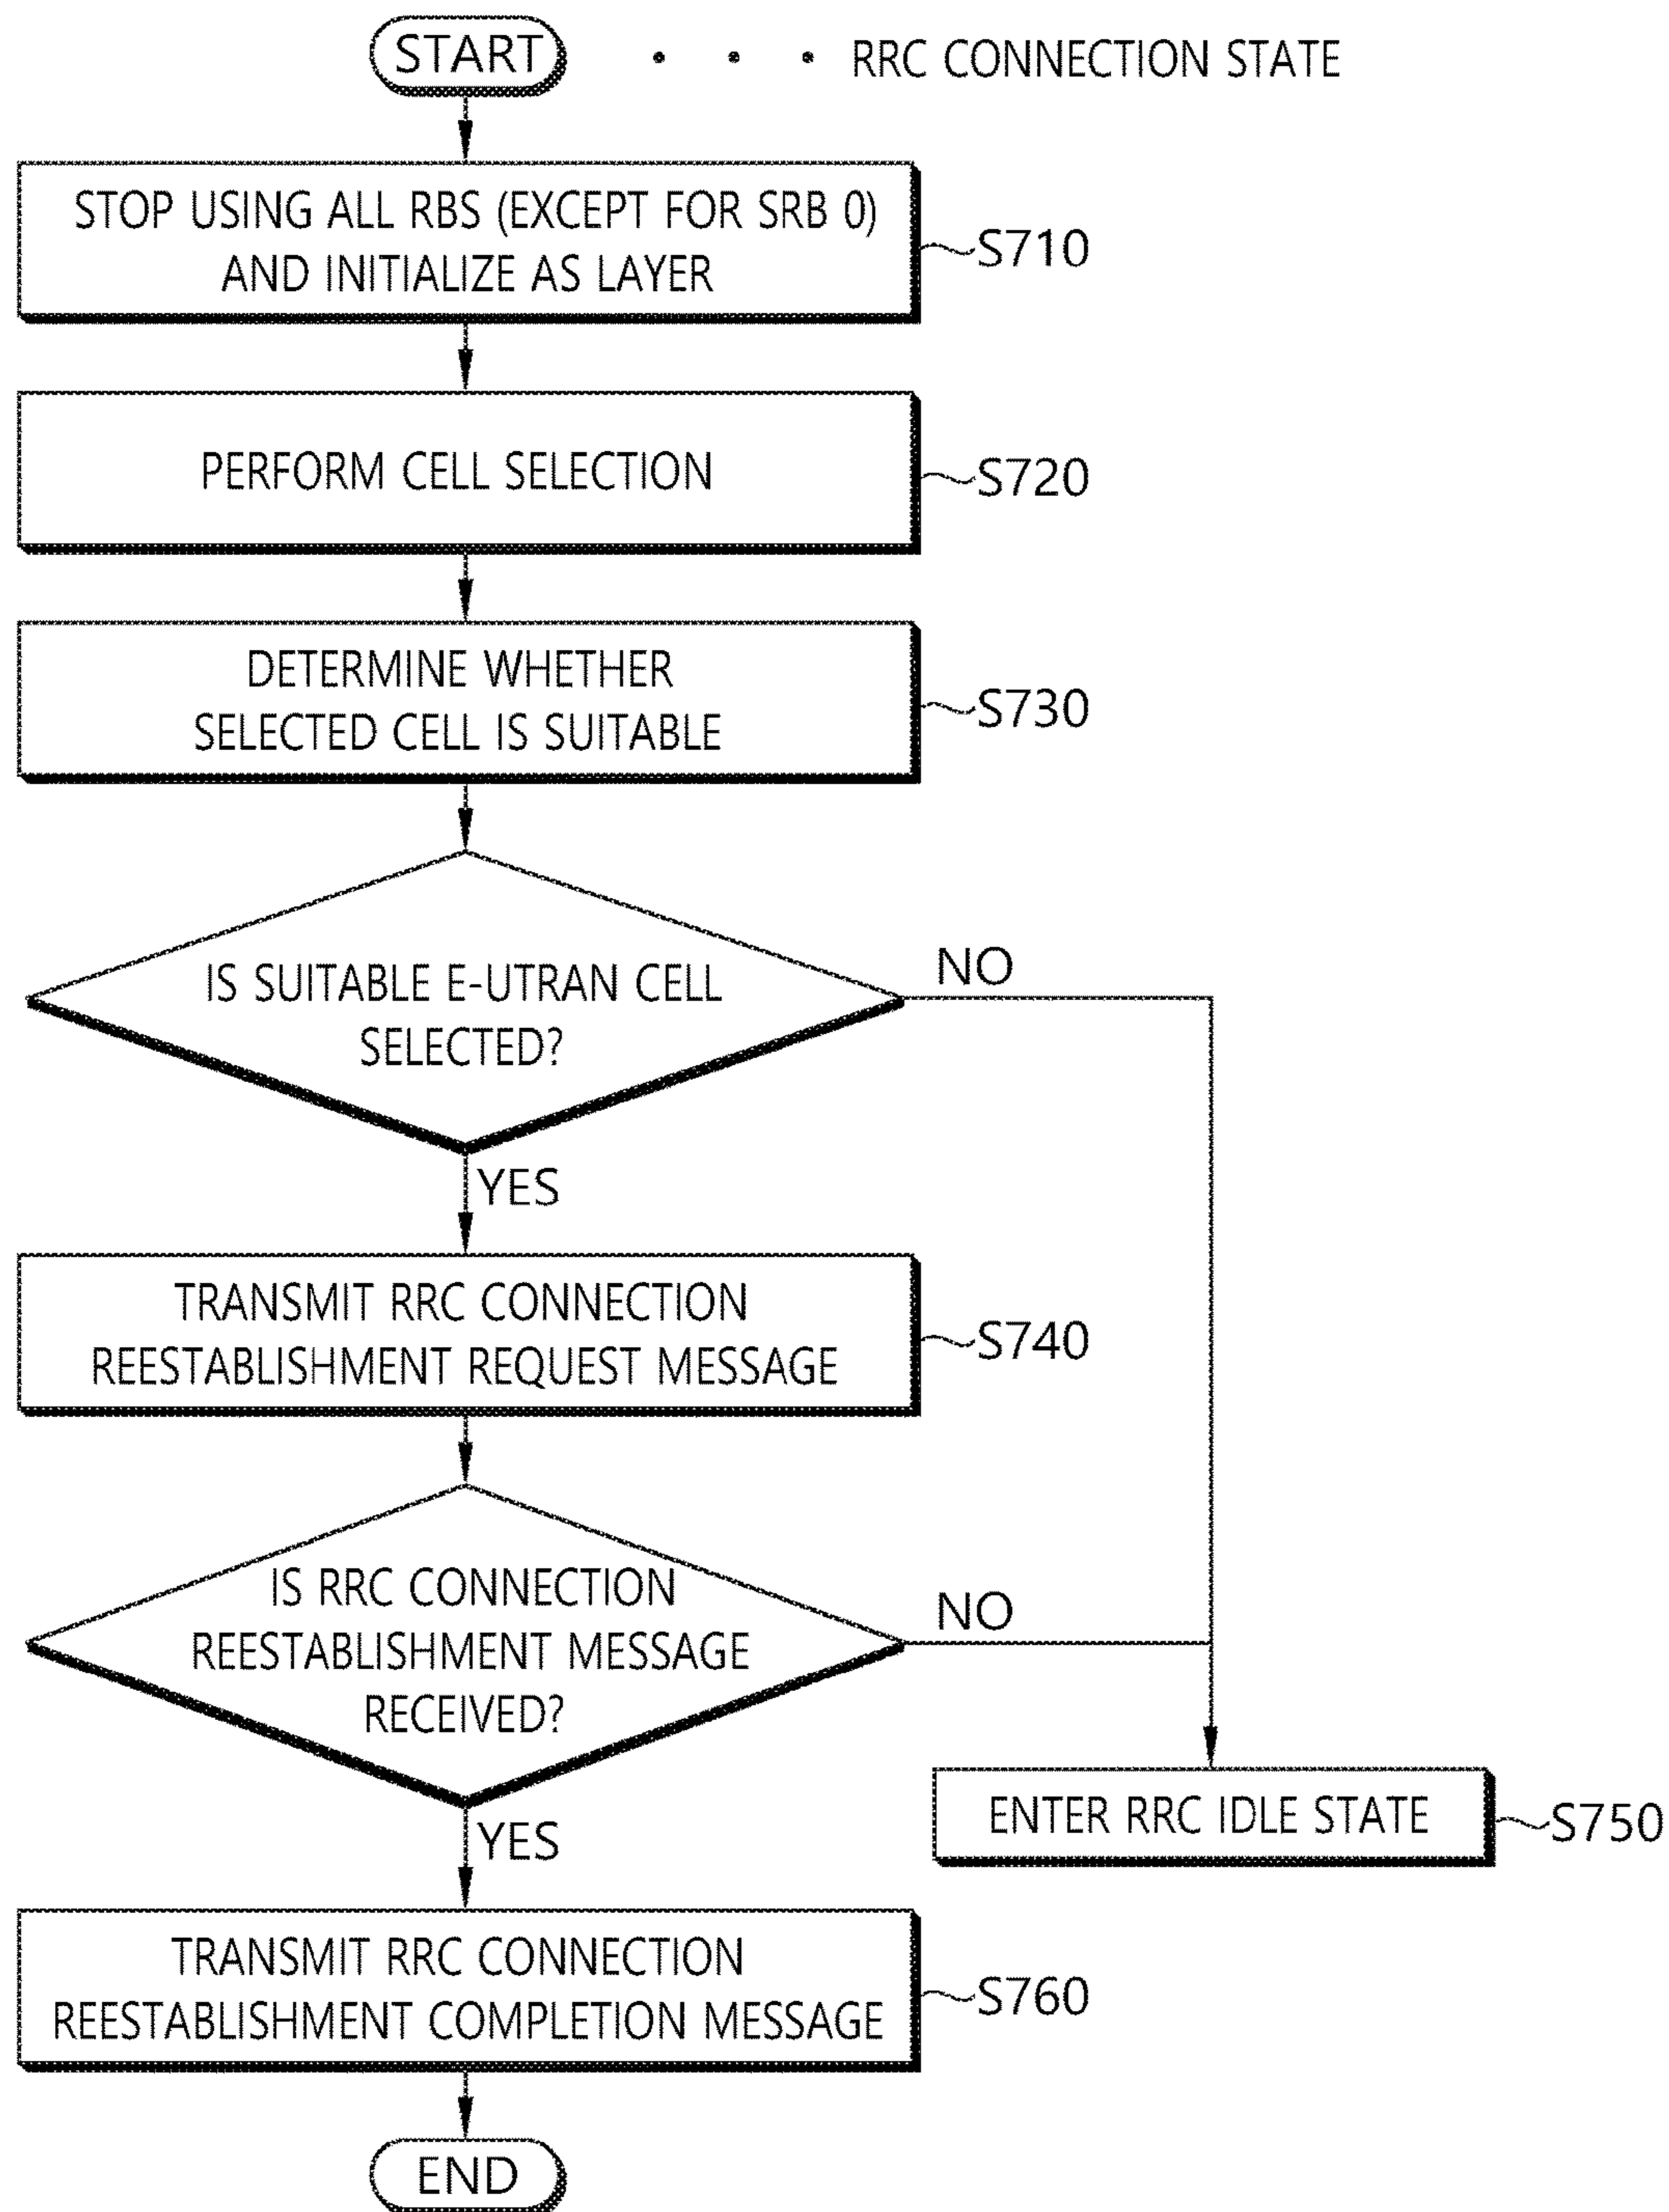 START
· · · RRC CONNECTION STATE
STOP USING ALL RBS (EXCEPT FOR SRB 0)
AND INITIALIZE AS LAYER
S710
PERFORM CELL SELECTION
S720
DETERMINE WHETHER
SELECTED CELL IS SUITABLE
S730
IS SUITABLE E-UTRAN CELL
SELECTED?
NO
YES
TRANSMIT RRC CONNECTION
REESTABLISHMENT REQUEST MESSAGE
S740
IS RRC CONNECTION
REESTABLISHMENT MESSAGE
RECEIVED?
NO
YES
ENTER RRC IDLE STATE
S750
TRANSMIT RRC CONNECTION
REESTABLISHMENT COMPLETION MESSAGE
S760
END